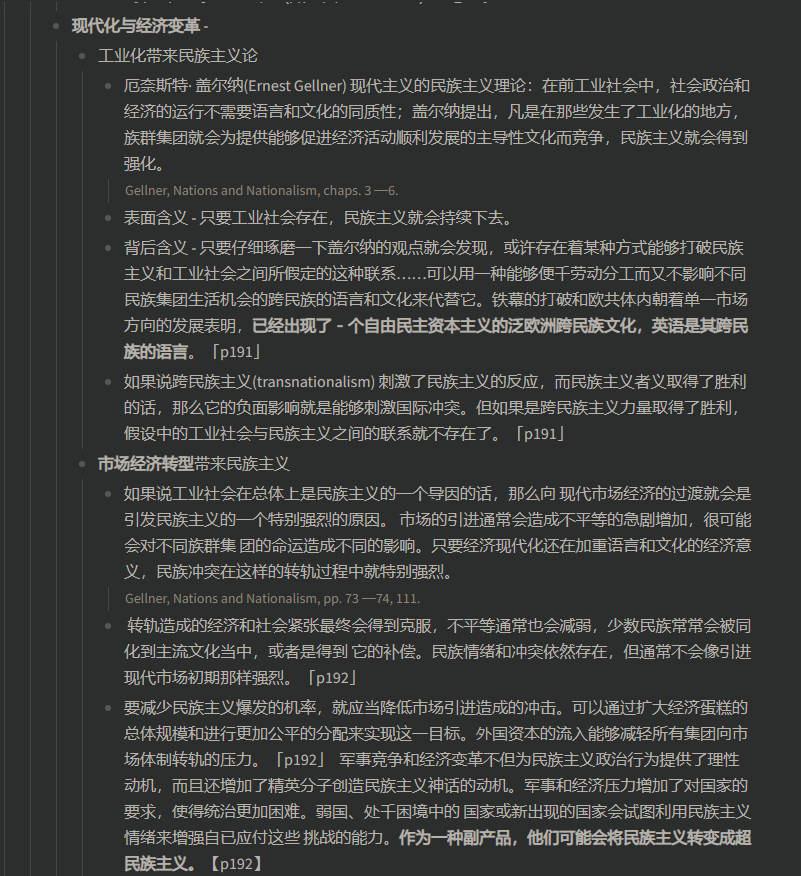 现代化与经济变革 -
工业化带来民族主义论
厄奈斯特· 盖尔纳(Ernest Gellner) 现代主义的民族主义理论：在前工业社会中，社会政治和
经济的运行不需要语言和文化的同质性；盖尔纳提出，凡是在那些发生了工业化的地方，
族群集团就会为提供能够促进经济活动顺利发展的主导性文化而竞争，民族主义就会得到
强化。
Gellner, Nations and Nationalism, chaps. 3 —6.
表面含义 - 只要工业社会存在，民族主义就会持续下去。
背后含义 - 只要仔细琢磨一下盖尔纳的观点就会发现，或许存在着某种方式能够打破民族
主义和工业社会之间所假定的这种联系……可以用一种能够便千劳动分工而又不影响不同
民族集团生活机会的跨民族的语言和文化来代替它。铁幕的打破和欧共体内朝着单一市场
方向的发展表明，已经出现了 – 个自由民主资本主义的泛欧洲跨民族文化，英语是其跨民
族的语言。「p191」
如果说跨民族主义(transnationalism) 刺激了民族主义的反应，而民族主义者义取得了胜利
的话，那么它的负面影响就是能够刺激国际冲突。但如果是跨民族主义力量取得了胜利，
假设中的工业社会与民族主义之间的联系就不存在了。「p191」
市场经济转型带来民族主义
如果说工业社会在总体上是民族主义的一个导因的话，那么向 现代市场经济的过渡就会是
引发民族主义的一个特别强烈的原因。 市场的引进通常会造成不平等的急剧增加，很可能
会对不同族群集 团的命运造成不同的影响。只要经济现代化还在加重语言和文化的经济意
义，民族冲突在这样的转轨过程中就特别强烈。
Gellner, Nations and Nationalism, pp. 73 —74, 111.
转轨造成的经济和社会紧张最终会得到克服，不平等通常也会减弱，少数民族常常会被同
化到主流文化当中，或者是得到 它的补偿。民族情绪和冲突依然存在，但通常不会像引进
现代市场初期那样强烈。「p192」
要减少民族主义爆发的机率，就应当降低市场引进造成的冲击。可以通过扩大经济蛋糕的
总体规模和进行更加公平的分配来实现这一目标。外国资本的流入能够减轻所有集团向市
场体制转轨的压力。「p192」 军事竞争和经济变革不但为民族主义政治行为提供了理性
动机，而且还增加了精英分子创造民族主义神话的动机。军事和经济压力增加了对国家的
要求，使得统治更加困难。弱国、处千困境中的 国家或新出现的国家会试图利用民族主义
情绪来增强自已应付这些 挑战的能力。作为一种副产品，他们可能会将民族主义转变成超
民族主义。【p192】